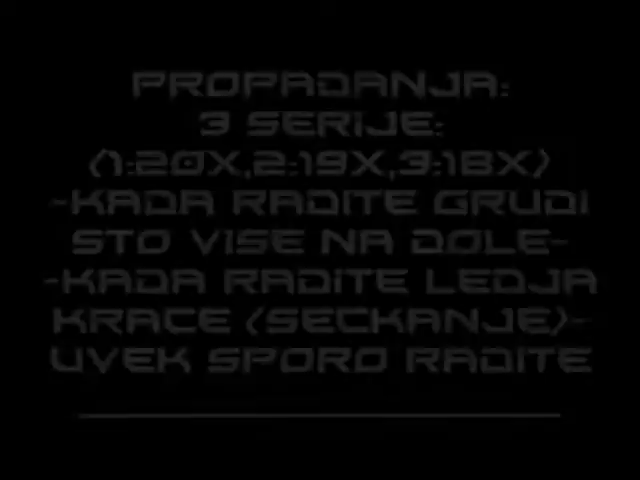 PROPADANJA:
3 SERIJE:
(1:20X,2:19X,3:18X)
-KADA RADITE GRUDI
STO VISE NA DOLE-
-KADA RADITE LEDJA
KRACE (SECKANJE)-
UVEK SPORO RADITE